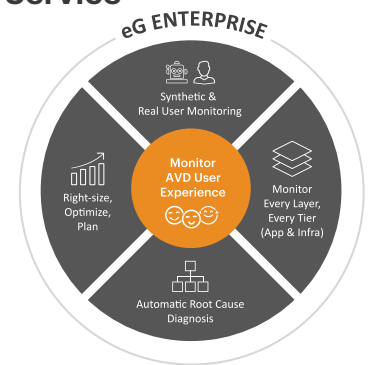 eG ENTERPRISE
Synthetic &
Real User Monitoring
Monitor
AVD User
Experience
Right-size,
Optimize,
Plan
Monitor
Every Layer,
Every Tier
(App & Infra)
Automatic Root Cause
Diagnosis